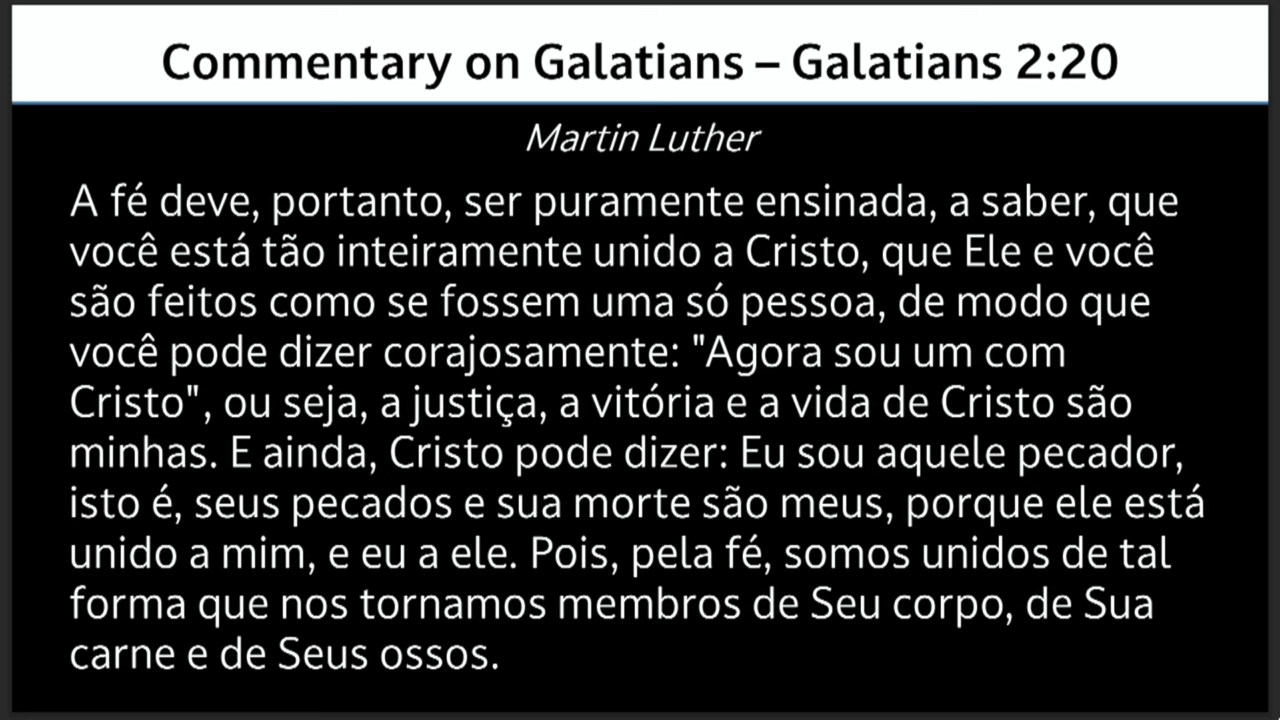 Commentary on Galatians – Galatians 2:20
Martin Luther
A fé deve, portanto, ser puramente ensinada, a saber, que
você está tão inteiramente unido a Cristo, que Ele e você
são feitos como se fossem uma só pessoa, de modo que
você pode dizer corajosamente: "Agora sou um com
Cristo", ou seja, a justiça, a vitória e a vida de Cristo são
minhas. E ainda, Cristo pode dizer: Eu sou aquele pecador,
isto é, seus pecados e sua morte são meus, porque ele está
unido a mim, e eu a ele. Pois, pela fé, somos unidos de tal
forma que nos tornamos membros de Seu corpo, de Sua
carne e de Seus ossos.